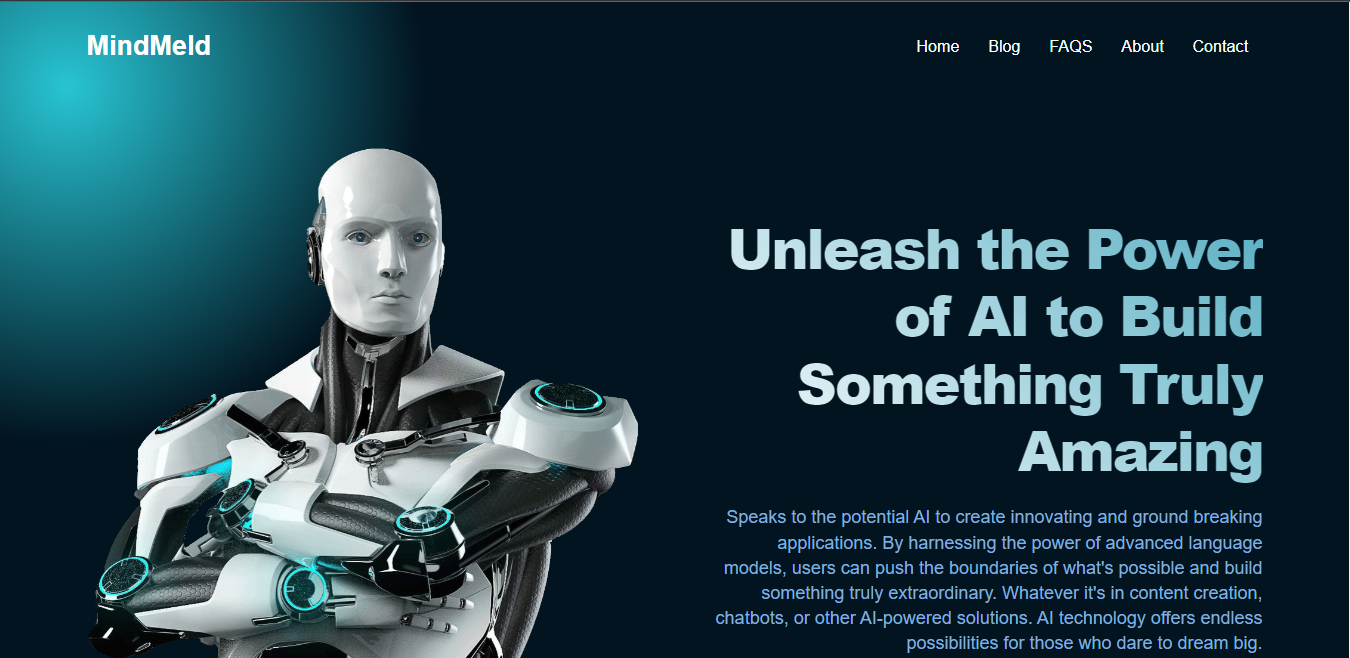 MindMeld
Home Blog FAQS About Contact
Unleash the Power
of AI to Build
Something Truly
Amazing
Speaks to the potential AI to create innovating and ground breaking
applications. By harnessing the power of advanced language
models, users can push the boundaries of what's possible and build
something truly extraordinary. Whatever it's in content creation,
chatbots, or other AI-powered solutions. AI technology offers endless
possibilities for those who dare to dream big.